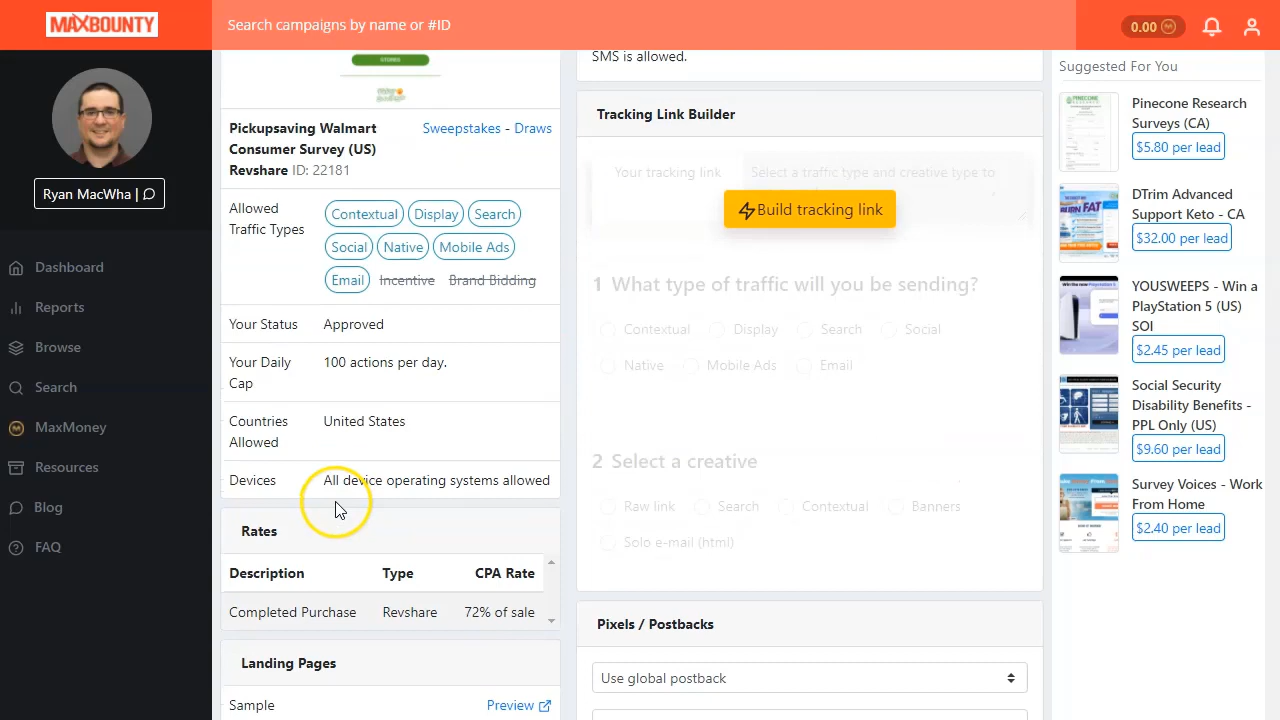 MAXBOUNTY
Search campaigns by name or #ID
0.00
Ryan MacWha |
Dashboard
Reports
Browse
Search
MaxMoney
Resources
Blog
FAQ
STORES
Pickupsaving Walmart
Consumer Survey (US)
Revshare ID: 22181
Sweepstakes - Draws
Allowed
Traffic Types
Contextual
Display
Search
Social
Native
Mobile Ads
Email
Incentive
Brand Bidding
Your Status
Approved
Your Daily
Cap
100 actions per day.
Countries
Allowed
United States
Devices
All device operating systems allowed
Rates
Description Type CPA Rate
Completed Purchase Revshare 72% of sale
Landing Pages
Sample Preview
SMS is allowed.
Tracking Link Builder
Your tracking link
Select a traffic type and creative type to
Build tracking link
1 What type of traffic will you be sending?
Contextual Display Search Social
Native Mobile Ads Email
2 Select a creative
Raw link Search Contextual Banners
Solo e-mail (html)
Pixels / Postbacks
Use global postback
Suggested For You
Pinecone Research
Surveys (CA)
$5.80 per lead
DTrim Advanced
Support Keto - CA
$32.00 per lead
YOUSWEEPS - Win a
PlayStation 5 (US)
SOI
$2.45 per lead
Social Security
Disability Benefits -
PPL Only (US)
$9.60 per lead
Survey Voices - Work
From Home
$2.40 per lead